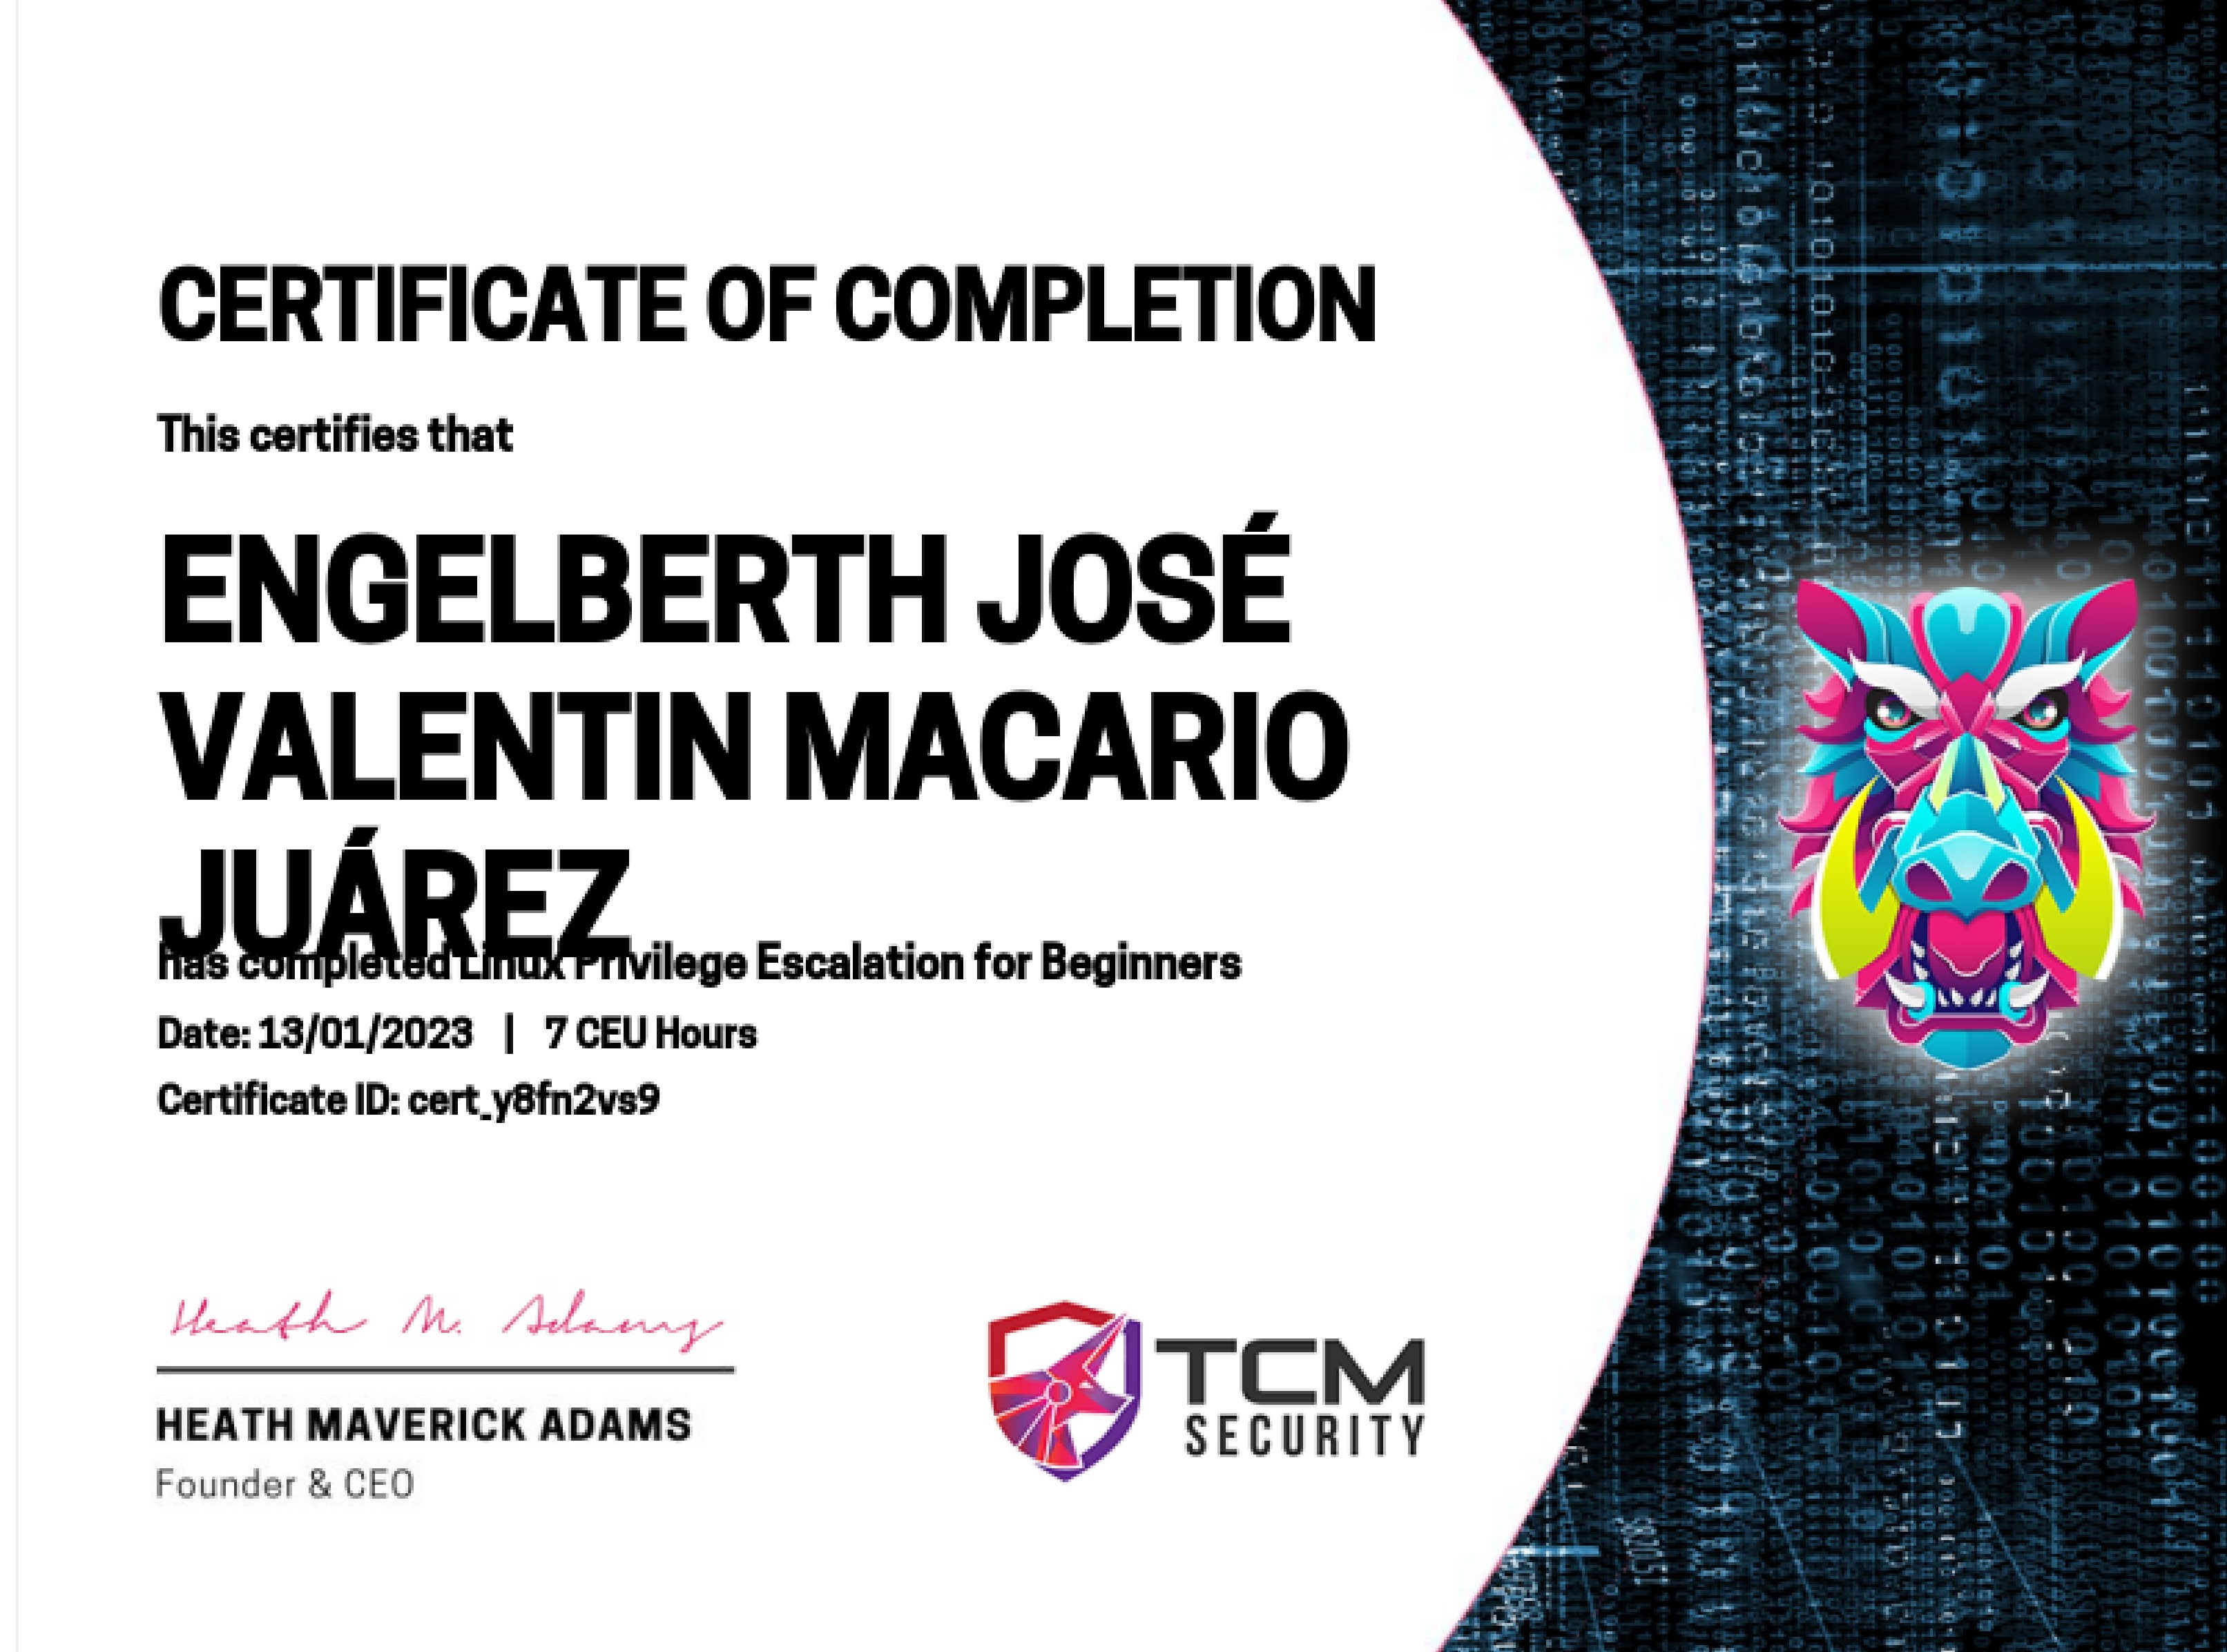 CERTIFICATE OF COMPLETION
This certifies that
ENGELBERTH JOSÉ
VALENTIN MACARIO
JUÁREZ
has completed Linux Privilege Escalation for Beginners
Date: 13/01/2023 | 7 CEU Hours
Certificate ID: cert_y8fn2vs9
Heath M. Adams
HEATH MAVERICK ADAMS
Founder & CEO
TCM
SECURITY